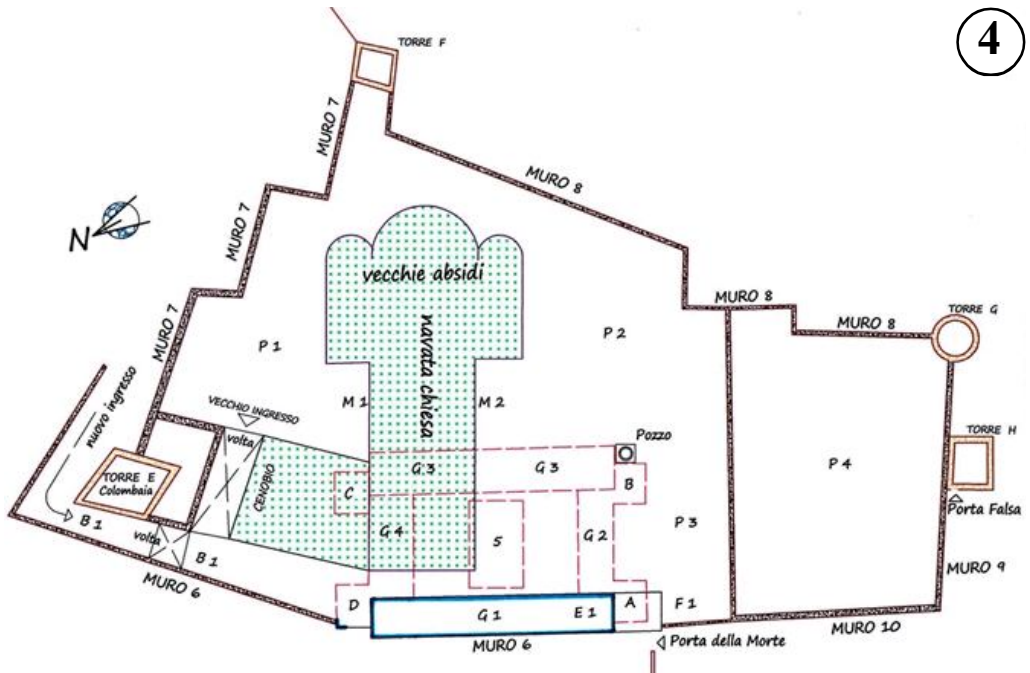 4
TORRE F
MURO 7
MURO 8
N
MURO 7
vecchie absidi
MURO 8
TORRE G
MURO 8
MURO 7
navata chiesa
P 1
P 2
nuovo ingresso
M 1
M 2
VECCHIO INGRESSO
volta
Pozzo
TORRE H
G 3
G 3
P 4
TORRE E
Colombaia
CENOBIO
C
B
Porta Falsa
B 1
volta
G 4
5
G 2
P 3
B 1
MURO 6
MURO 9
D
G 1
E 1
A
F 1
MURO 10
MURO 6
Porta della Morte